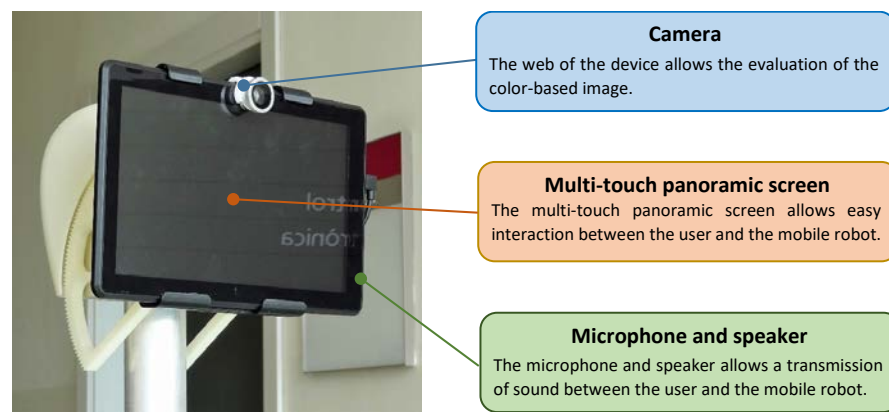 Camera
The web of the device allows the evaluation of the
color-based image.
Multi-touch panoramic screen
The multi-touch panoramic screen allows easy
interaction between the user and the mobile robot.
ntrol
trònica
Microphone and speaker
The microphone and speaker allows a transmission
of sound between the user and the mobile robot.